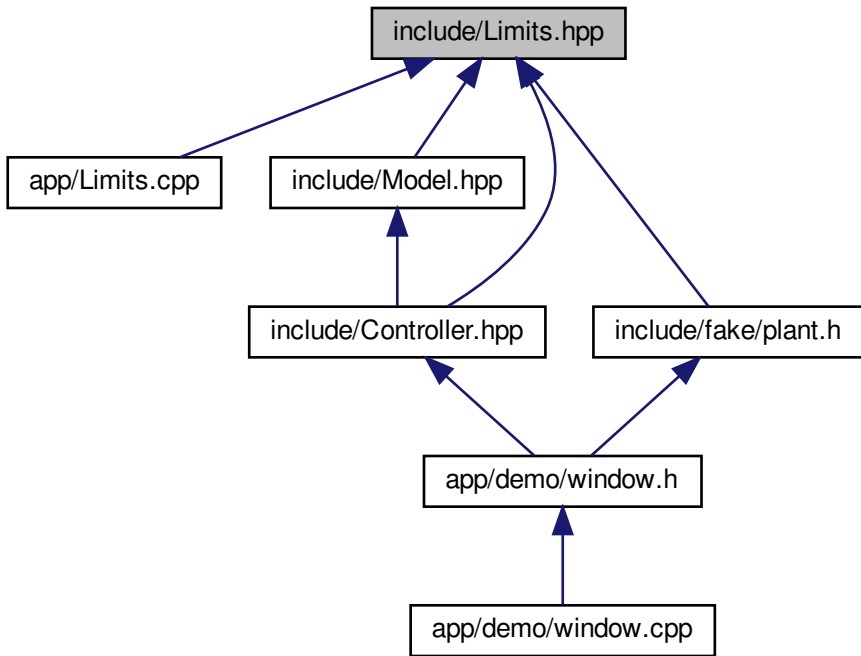 include/Limits.hpp
app/Limits.cpp
include/Model.hpp
include/Controller.hpp
include/fake/plant.h
app/demo/window.h
app/demo/window.cpp